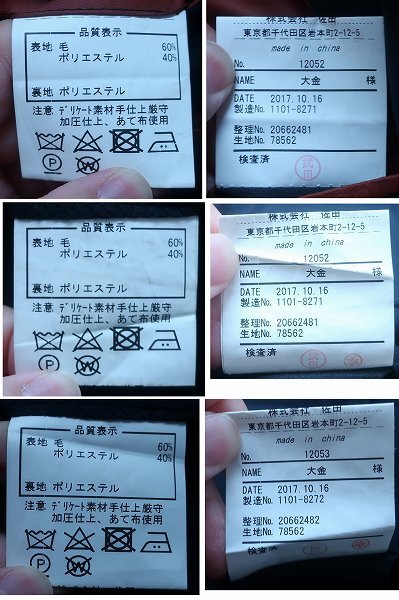 品質表示
表地 毛 60%
ポリエステル 40%
裏地 ポリエステル
注意 デリケート素材手仕上厳守
加圧仕上、あて布使用
P W
株式会社 佐田
東京都千代田区岩本町2-12-5
made in china
No. 12052
NAME 大金 様
DATE 2017.10.16
製造No. 1101-8271
整理No. 20662481
生地No. 78562
検査済
品質表示
表地 毛 60%
ポリエステル 40%
裏地 ポリエステル
注意 デリケート素材手仕上厳守
加圧仕上、あて布使用
P W
株式会社 佐田
東京都千代田区岩本町2-12-5
made in china
No. 12052
NAME 大金 様
DATE 2017.10.16
製造No. 1101-8271
整理No. 20662481
生地No. 78562
検査済
品質表示
表地 毛 60%
ポリエステル 40%
裏地 ポリエステル
注意 デリケート素材手仕上厳守
加圧仕上、あて布使用
P W
株式会社 佐田
東京都千代田区岩本町2-12-5
made in china
No. 12053
NAME 大金 様
DATE 2017.10.16
製造No. 1101-8272
整理No. 20662482
生地No. 78562
検査済